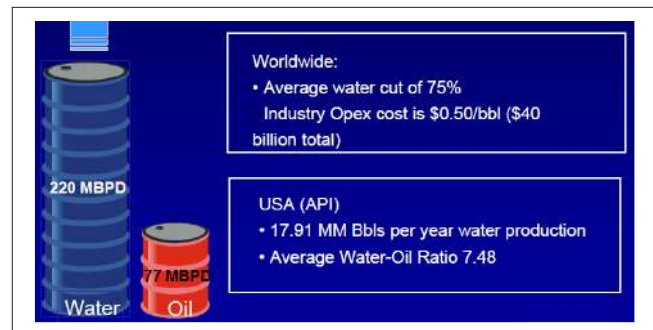 Worldwide:
• Average water cut of 75%
Industry Opex cost is $0.50/bbl ($40
billion total)
220 MBPD
USA (API)
• 17.91 MM Bbls per year water production
• Average Water-Oil Ratio 7.48
77 MBPD
Water
Oil